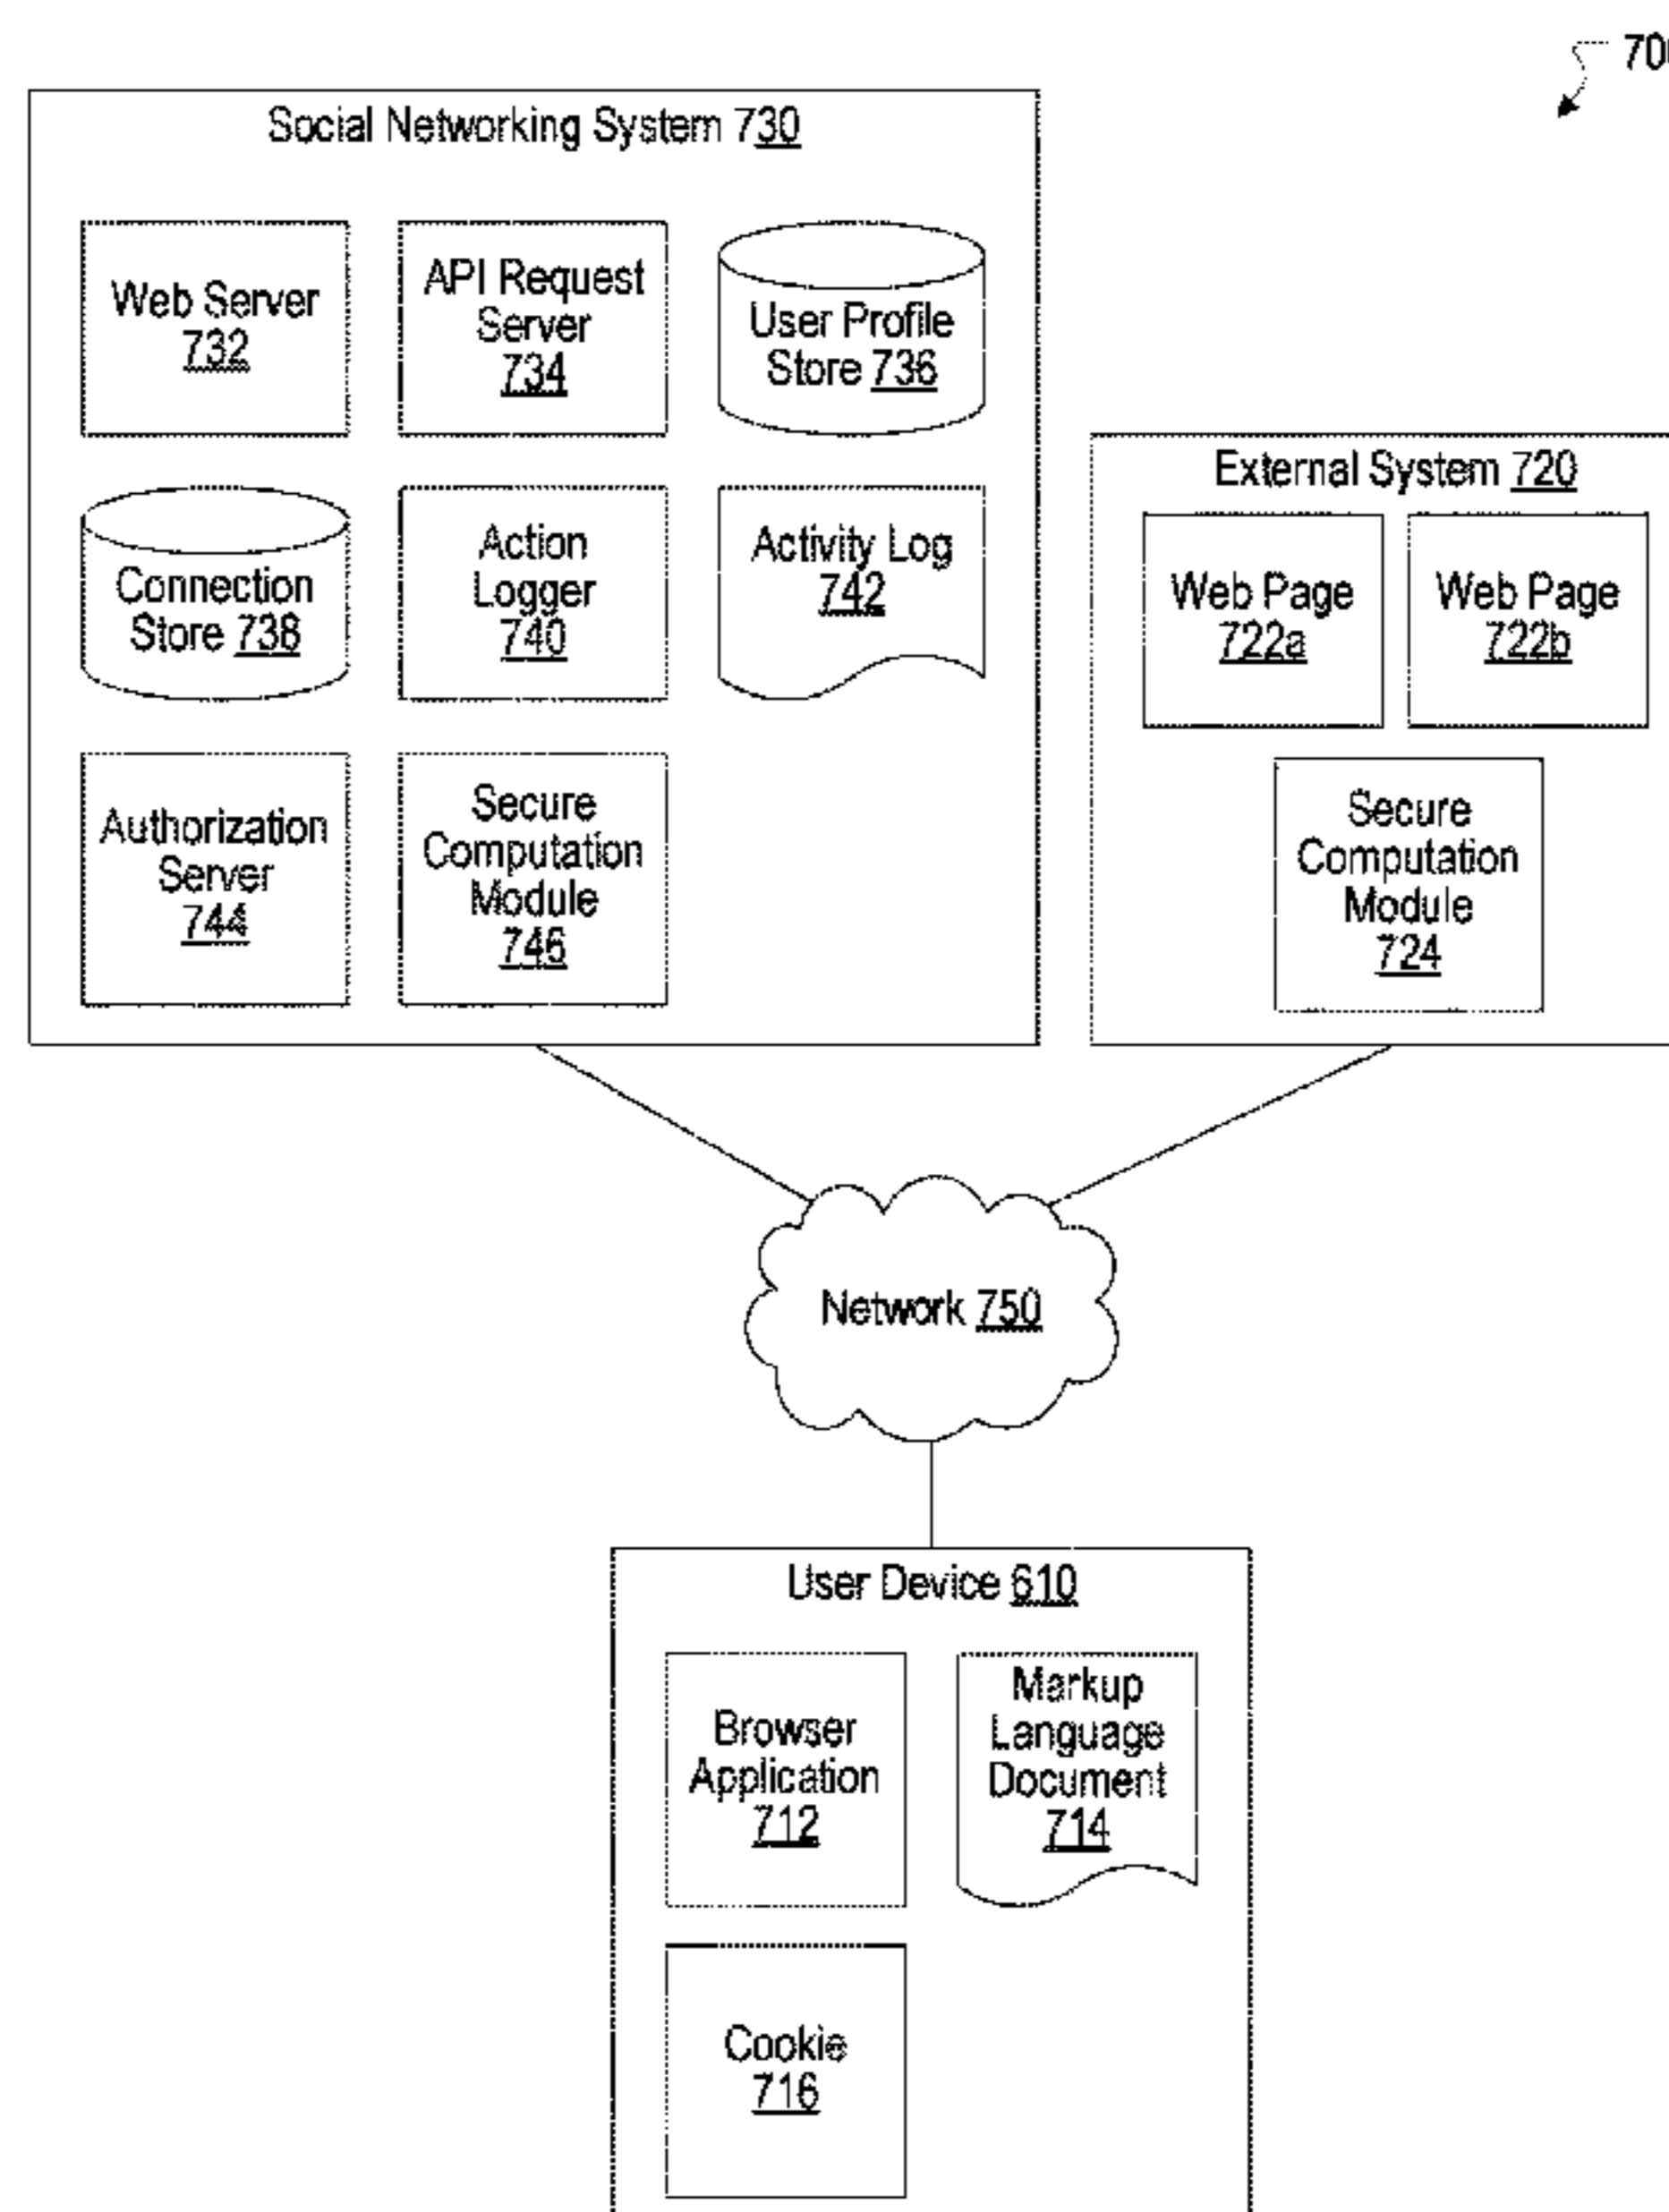 700
Social Networking System 730
Web Server
732
API Request
Server
734
User Profile
Store 736
Connection
Store 738
Action
Logger
740
Activity Log
742
Authorization
Server
744
Secure
Computation
Module
746
External System 720
Web Page
722a
Web Page
722b
Secure
Computation
Module
724
Network 750
User Device 610
Browser
Application
712
Markup
Language
Document
714
Cookie
716